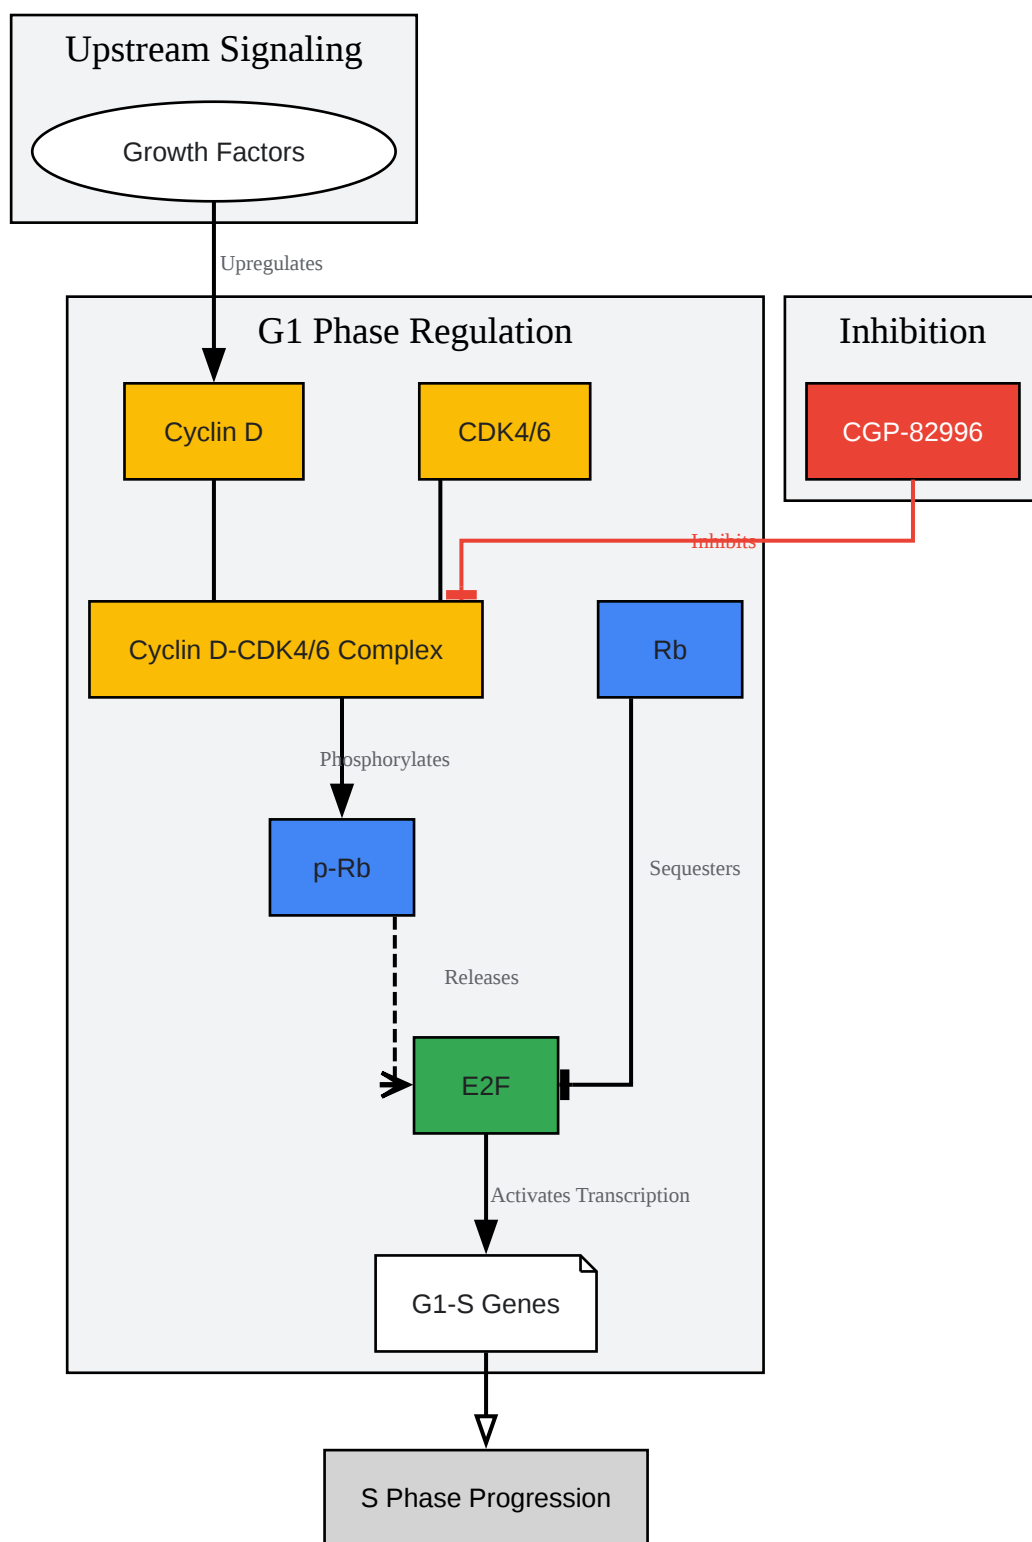 Upstream Signaling
Growth Factors
Upregulates
G1 Phase Regulation
Inhibition
Cyclin D
CDK4/6
CGP-82996
Inhibits
Cyclin D-CDK4/6 Complex
Rb
Phosphorylates
p-Rb
Sequesters
Releases
E2F
Activates Transcription
G1-S Genes
S Phase Progression